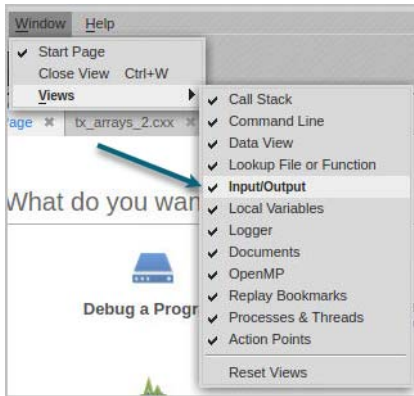 Window Help
Start Page
Close View Ctrl+W
Views
age tx_arrays_2.cxx
Call Stack
Command Line
Data View
Lookup File or Function
Input/Output
Local Variables
Logger
Documents
OpenMP
Replay Bookmarks
Processes & Threads
Action Points
Reset Views
What do you wan
Debug a Progr